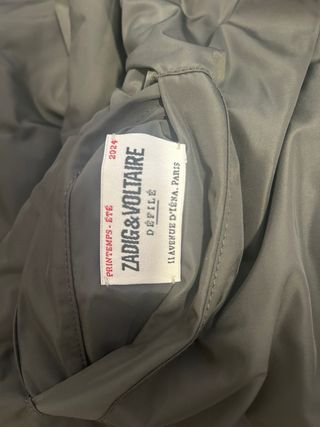 PRINTEMPS - ÉTÉ 2024
ZADIG&VOLTAIRE
DÉFILÉ
11 AVENUE D'IÉNA. PARIS